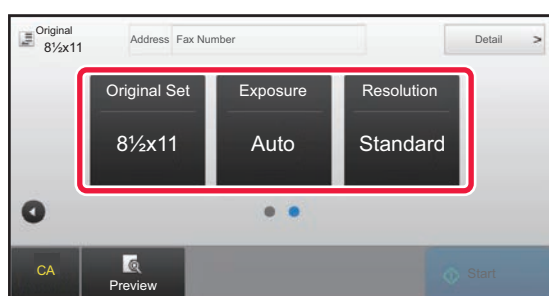 Original
8½x11
Address Fax Number
Detail >
Original Set Exposure Resolution
8½x11 Auto Standard
CA
Preview
Start